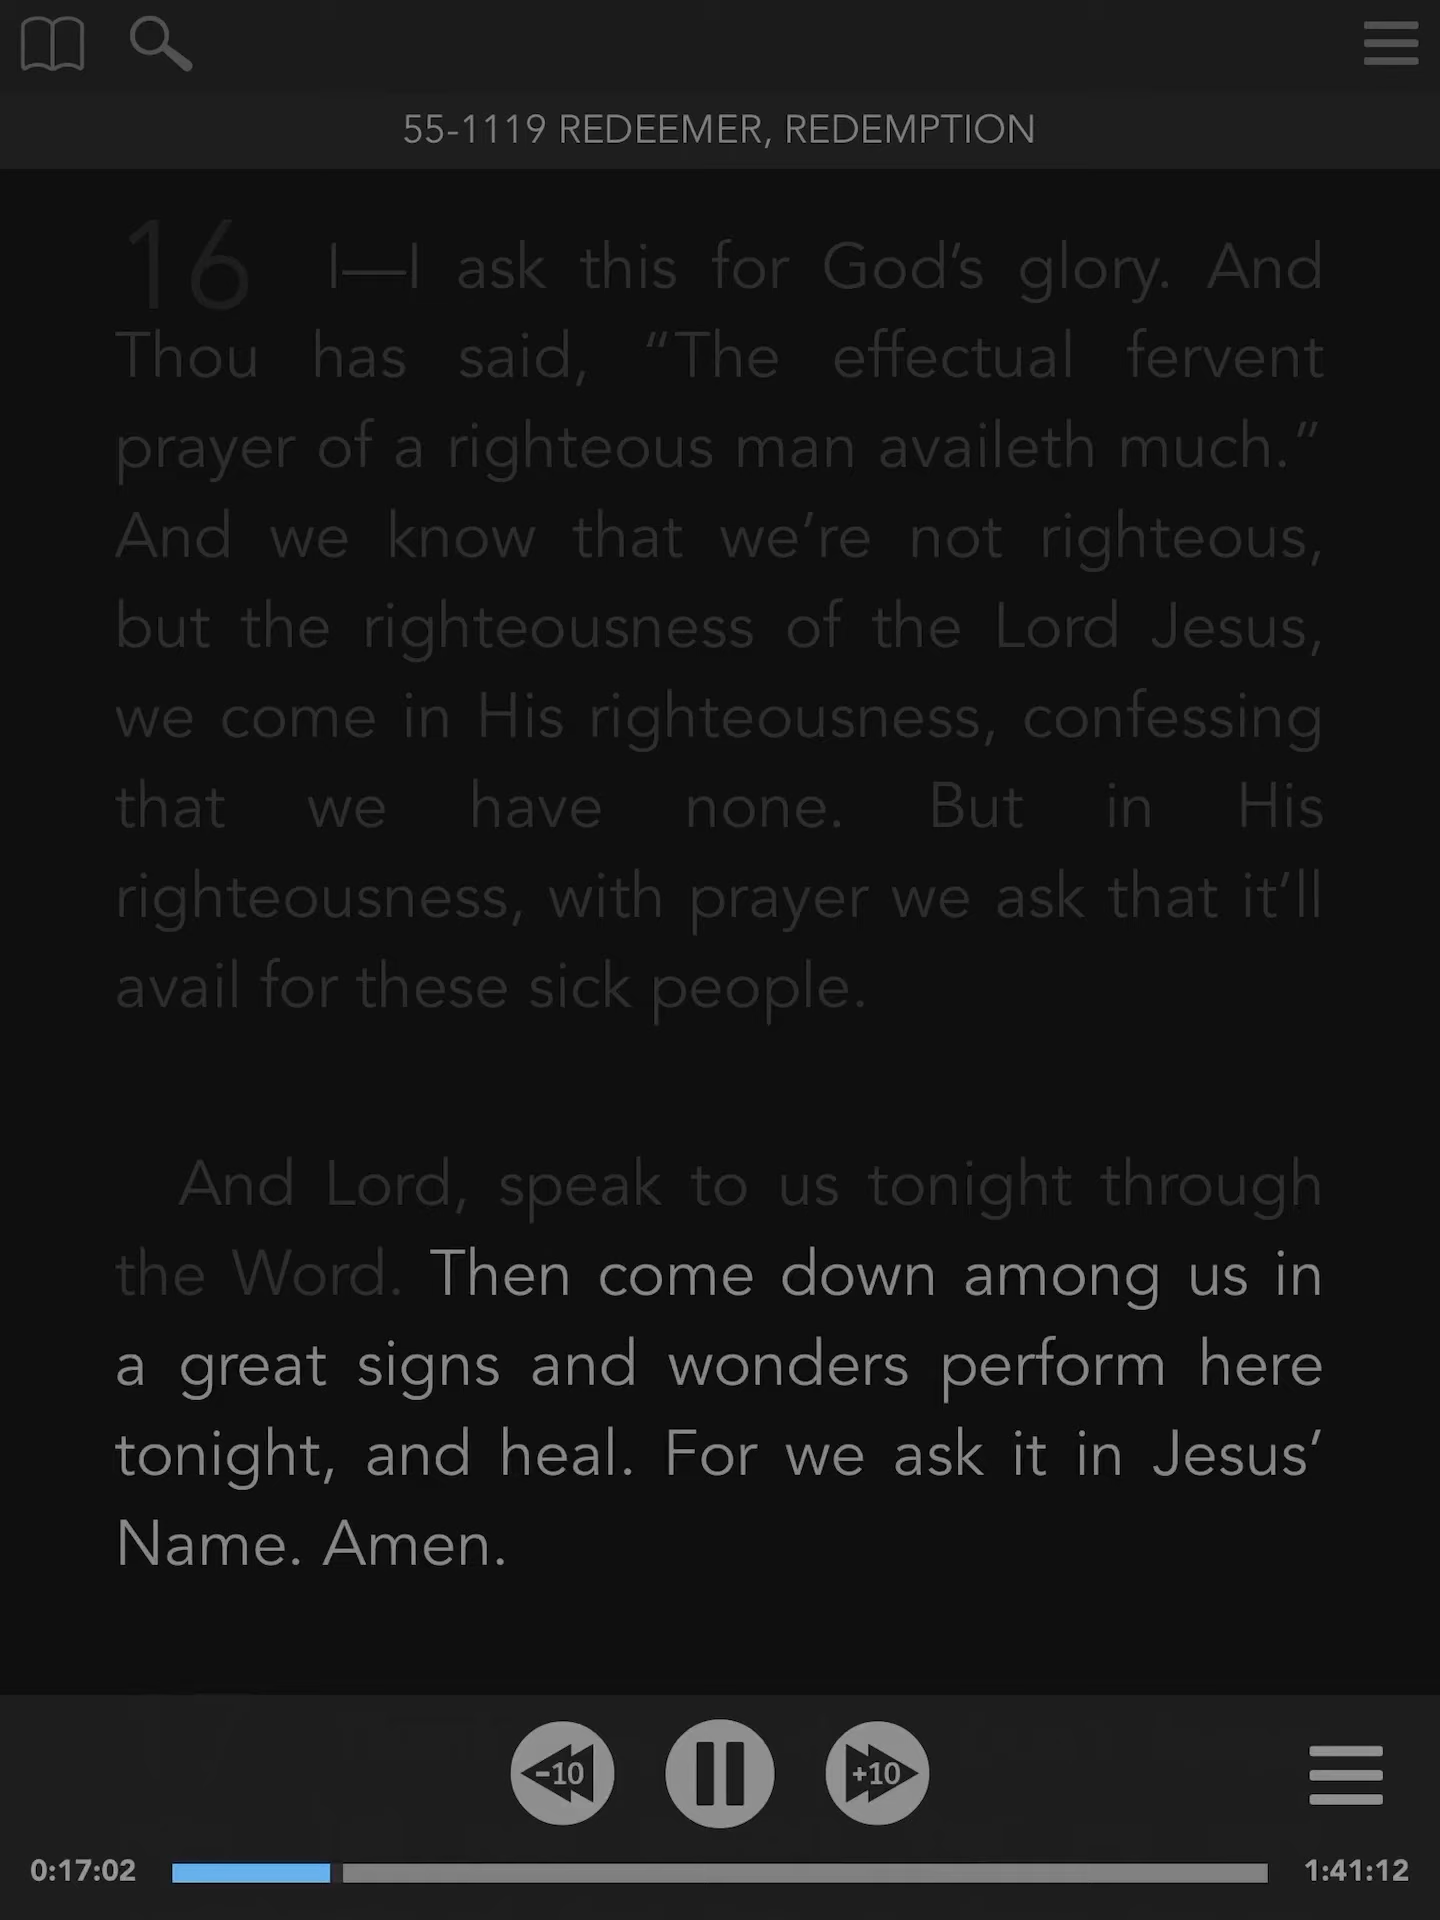 55-1119 REDEEMER, REDEMPTION
16 I—I ask this for God’s glory. And
Thou has said, “The effectual fervent
prayer of a righteous man availeth much.”
And we know that we’re not righteous,
but the righteousness of the Lord Jesus,
we come in His righteousness, confessing
that we have none. But in His
righteousness, with prayer we ask that it’ll
avail for these sick people.
And Lord, speak to us tonight through
the Word. Then come down among us in
a great signs and wonders perform here
tonight, and heal. For we ask it in Jesus’
Name. Amen.
-10 +10
0:17:02 1:41:12